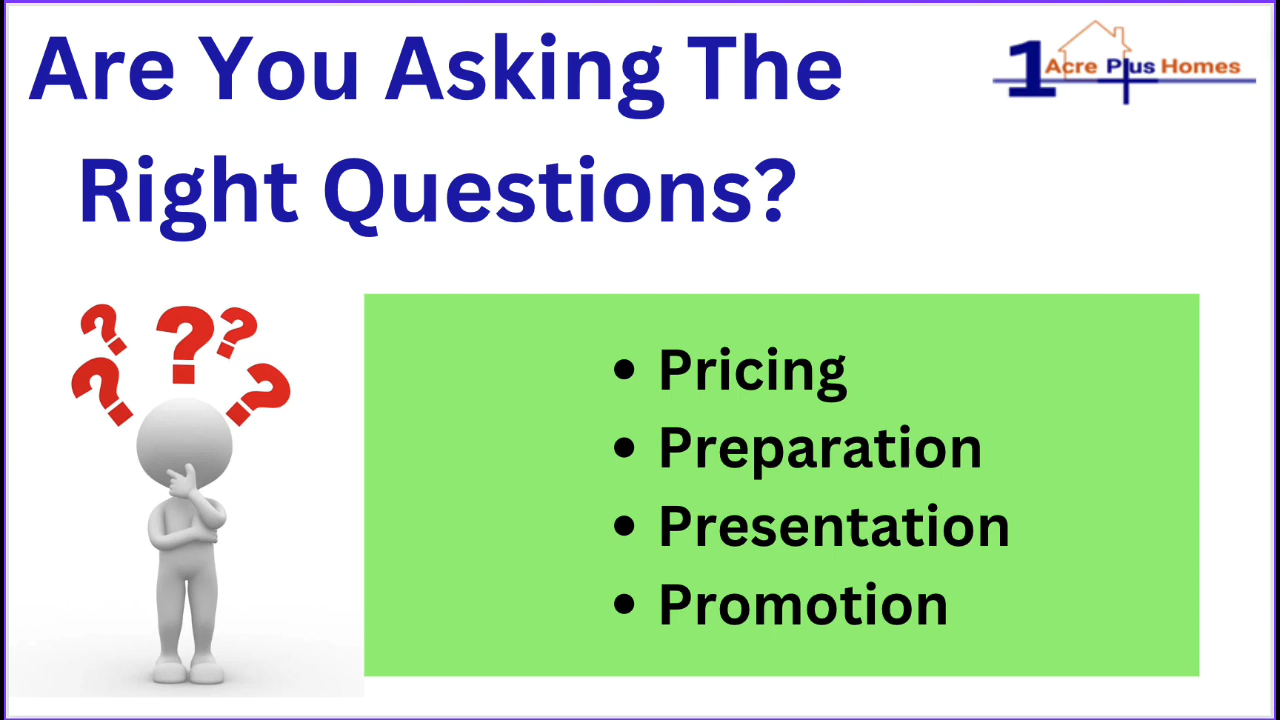 Are You Asking The
Right Questions?
1 Acre Plus Homes
? ? ? ? ?
• Pricing
• Preparation
• Presentation
• Promotion